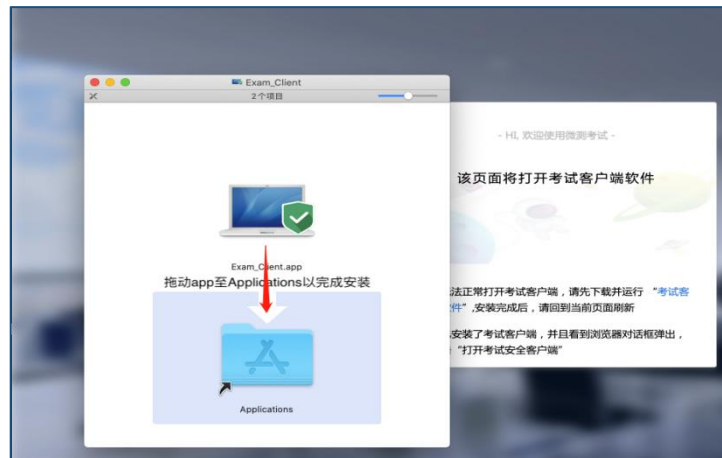 Exam_Client
2个项目
Exam_Client.app
拖动app至Applications以完成安装
Applications
- HI, 欢迎使用微测考试 -
该页面将打开考试客户端软件
法正常打开考试客户端，请先下载并运行 “考试客
件”,安装完成后，请回到当前页面刷新
安装了考试客户端，并且看到浏览器对话框弹出，
“打开考试安全客户端”